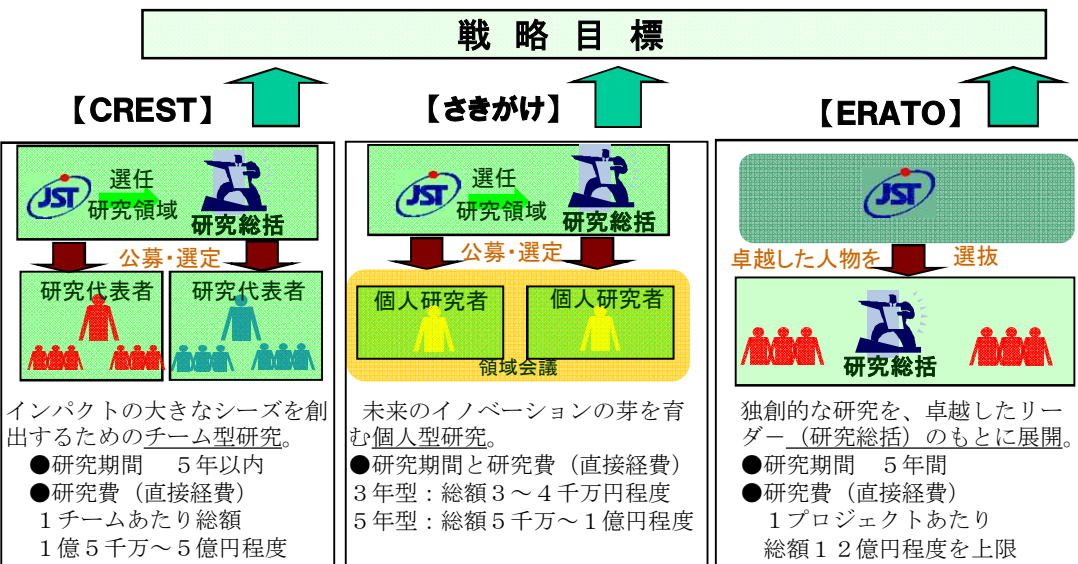 戦略目標
【CREST】
JST
選任
研究領域
研究総括
公募・選定
研究代表者
研究代表者
インパクトの大きなシーズを創
出するためのチーム型研究。
●研究期間　５年以内
●研究費（直接経費）
１チームあたり総額
１億５千万～５億円程度
【さきがけ】
JST
選任
研究領域
研究総括
公募・選定
個人研究者
個人研究者
領域会議
未来のイノベーションの芽を育
む個人型研究。
●研究期間と研究費（直接経費）
３年型：総額３～４千万円程度
５年型：総額５千万～１億円程度
【ERATO】
JST
卓越した人物を
選抜
研究総括
独創的な研究を、卓越したリー
ダー（研究総括）のもとに展開。
●研究期間　５年間
●研究費（直接経費）
１プロジェクトあたり
総額１２億円程度を上限